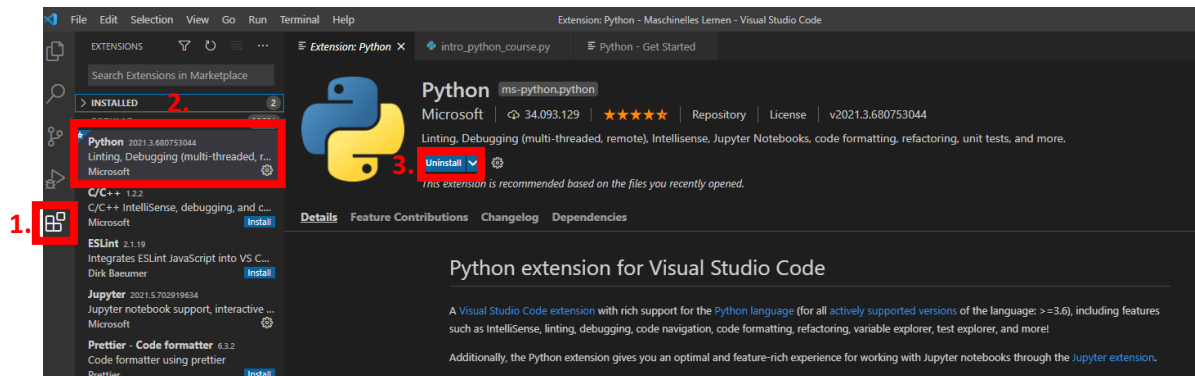 File Edit Selection View Go Run Terminal Help Extension: Python - Maschinelles Lernen - Visual Studio Code
EXTENSIONS
Extension: Python intro_python_course.py Python - Get Started
Search Extensions in Marketplace
INSTALLED 2
2.
Python 2021.3.680753044
Linting, Debugging (multi-threaded, r...
Microsoft
C/C++ 1.2.2
C/C++ IntelliSense, debugging, and c...
Microsoft Install
1.
ESLint 2.1.19
Integrates ESLint JavaScript into VS C...
Dirk Baeumer Install
Jupyter 2021.5.702919634
Jupyter notebook support, interactive ...
Microsoft
Prettier - Code formatter 6.3.2
Code formatter using prettier
Prettier Install
Python ms-python.python
Microsoft 34.093.129 Repository License v2021.3.680753044
Linting, Debugging (multi-threaded, remote), Intellisense, Jupyter Notebooks, code formatting, refactoring, unit tests, and more.
3. Uninstall
This extension is recommended based on the files you recently opened.
Details Feature Contributions Changelog Dependencies
Python extension for Visual Studio Code
A Visual Studio Code extension with rich support for the Python language (for all actively supported versions of the language: >=3.6), including features
such as IntelliSense, linting, debugging, code navigation, code formatting, refactoring, variable explorer, test explorer, and more!
Additionally, the Python extension gives you an optimal and feature-rich experience for working with Jupyter notebooks through the Jupyter extension.